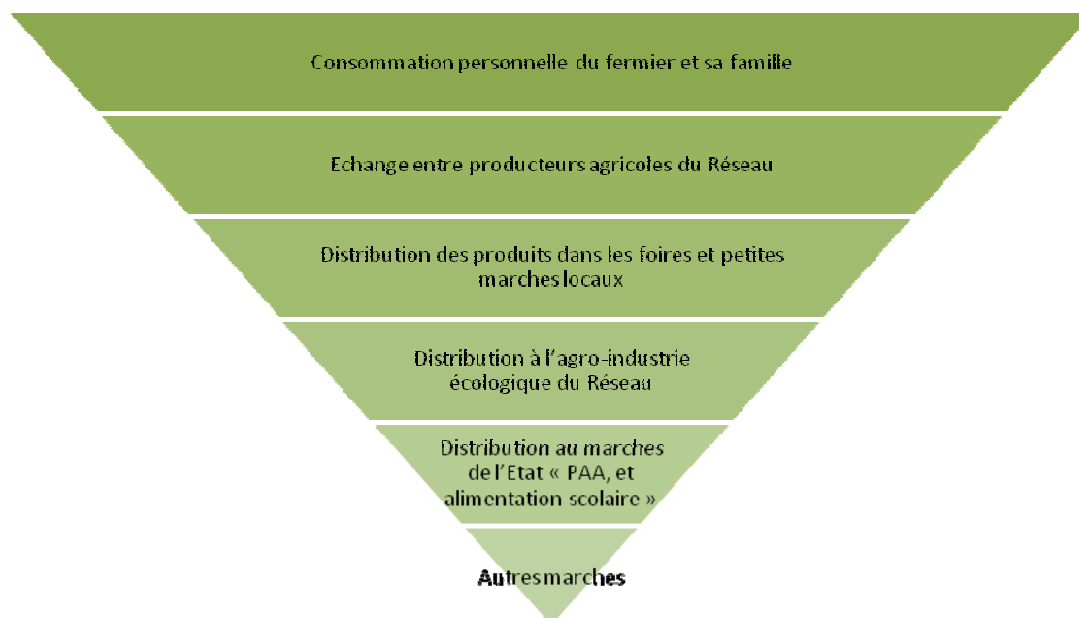 Consommation personnelle du fermier et sa famille
Echange entre producteurs agricoles du Réseau
Distribution des produits dans les foires et petites
marches locaux
Distribution à l'agro-industrie
écologique du Réseau
Distribution au marches
de l'Etat « PAA, et
alimentation scolaire »
Autres marches